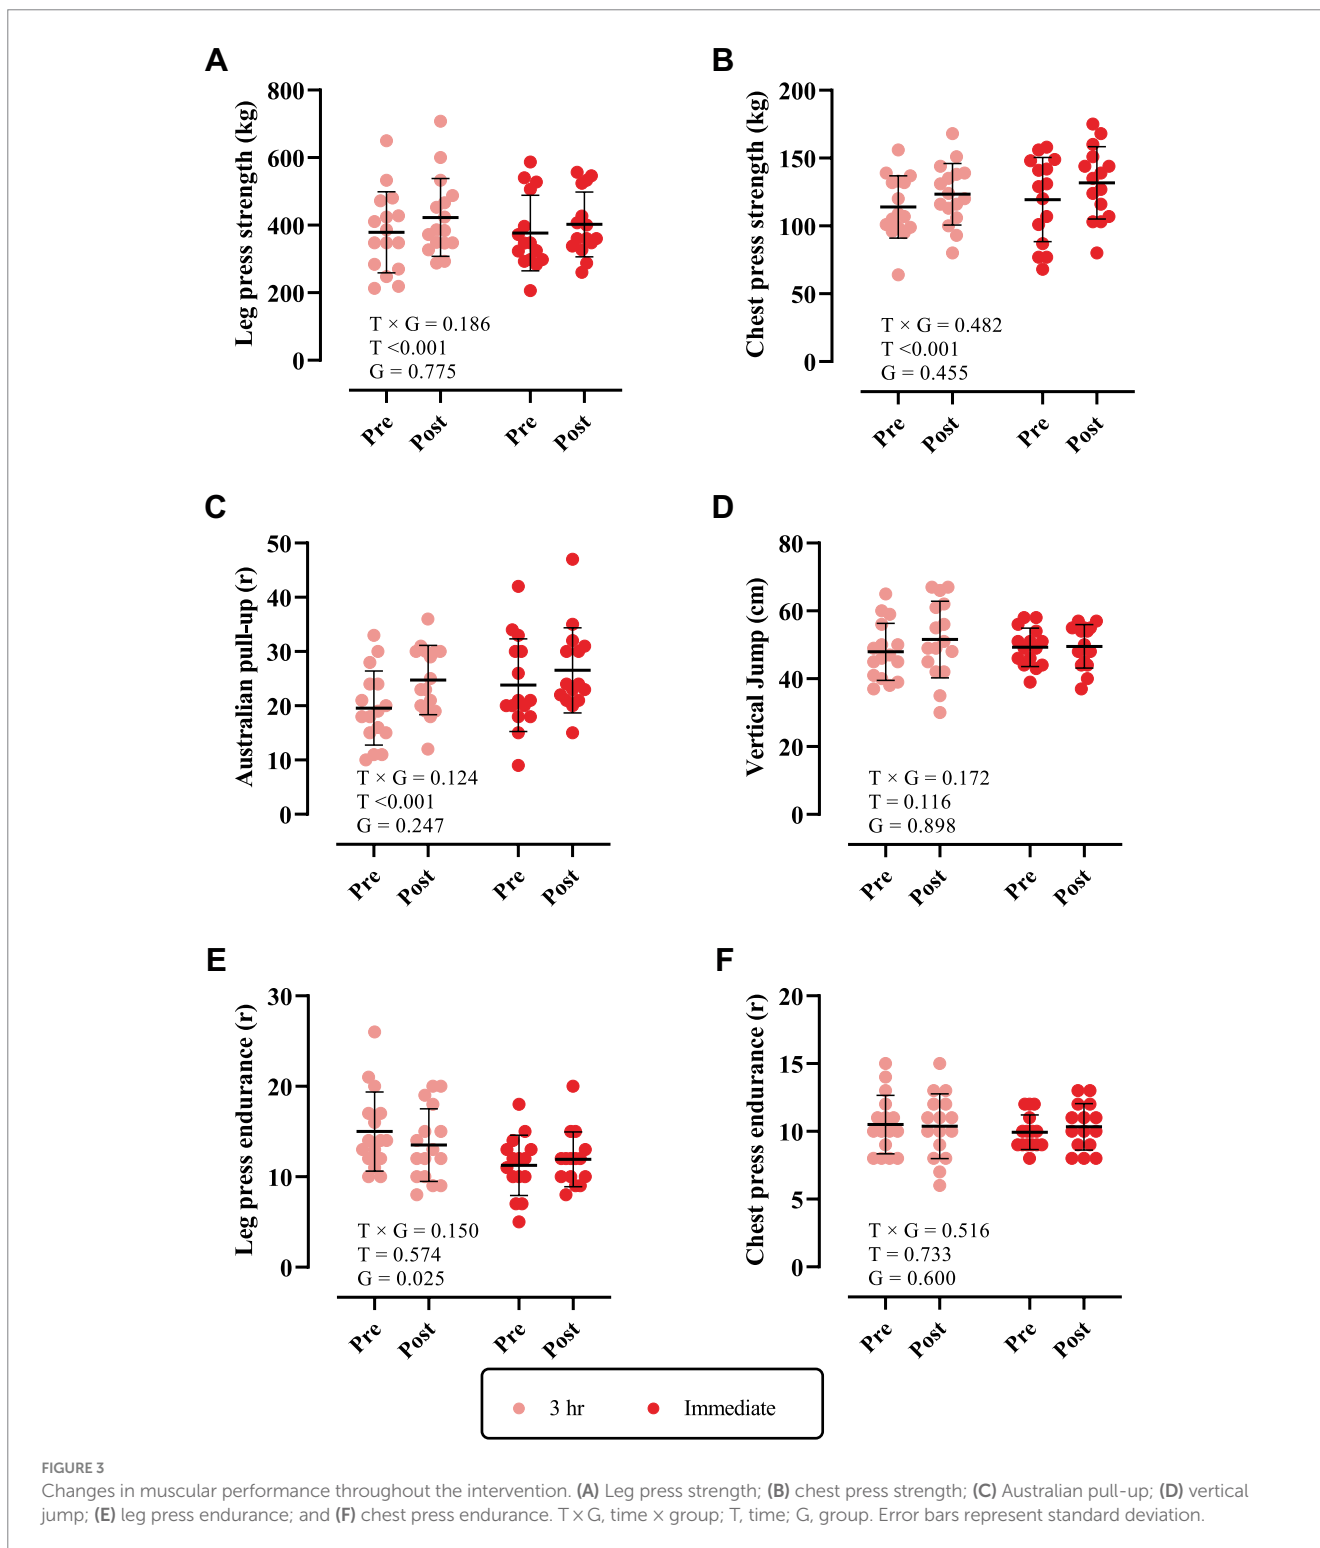 A
Leg press strength (kg)
800
600
400
200
0
T × G = 0.186
T <0.001
G = 0.775
Pre
Post
Pre
Post
B
Chest press strength (kg)
200
150
100
50
0
T × G = 0.482
T <0.001
G = 0.455
Pre
Post
Pre
Post
C
Australian pull-up (r)
50
40
30
20
10
0
T × G = 0.124
T <0.001
G = 0.247
Pre
Post
Pre
Post
D
Vertical Jump (cm)
80
60
40
20
0
T × G = 0.172
T = 0.116
G = 0.898
Pre
Post
Pre
Post
E
Leg press endurance (r)
30
20
10
0
T × G = 0.150
T = 0.574
G = 0.025
Pre
Post
Pre
Post
F
Chest press endurance (r)
20
15
10
5
0
T × G = 0.516
T = 0.733
G = 0.600
Pre
Post
Pre
Post
3 hr
Immediate
FIGURE 3
Changes in muscular performance throughout the intervention. (A) Leg press strength; (B) chest press strength; (C) Australian pull-up; (D) vertical
jump; (E) leg press endurance; and (F) chest press endurance. T × G, time × group; T, time; G, group. Error bars represent standard deviation.